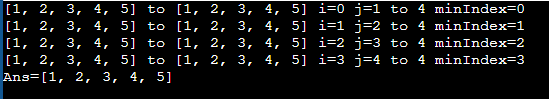 [1, 2, 3, 4, 5] to [1, 2, 3, 4, 5] i=0 j=1 to 4 minIndex=0
[1, 2, 3, 4, 5] to [1, 2, 3, 4, 5] i=1 j=2 to 4 minIndex=1
[1, 2, 3, 4, 5] to [1, 2, 3, 4, 5] i=2 j=3 to 4 minIndex=2
[1, 2, 3, 4, 5] to [1, 2, 3, 4, 5] i=3 j=4 to 4 minIndex=3
Ans=[1, 2, 3, 4, 5]